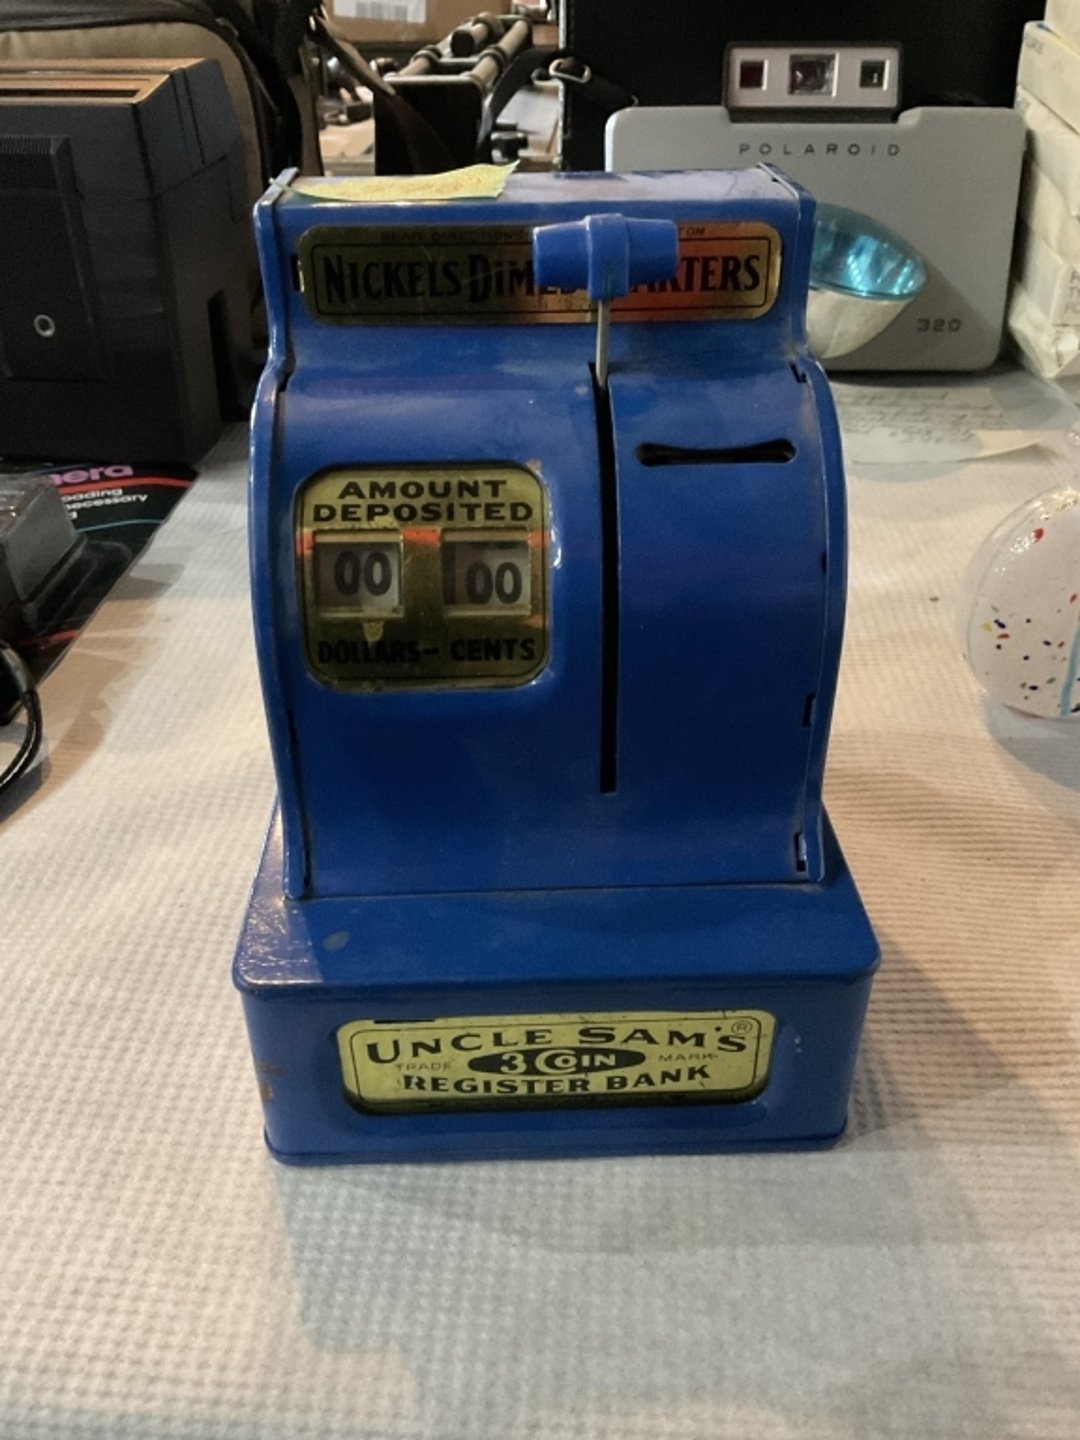 POLAROID
320
NICKELS DIMES QUARTERS
AMOUNT
DEPOSITED
00 00
DOLLARS - CENTS
UNCLE SAM'S ®
TRADE 3 COIN MARK
REGISTER BANK